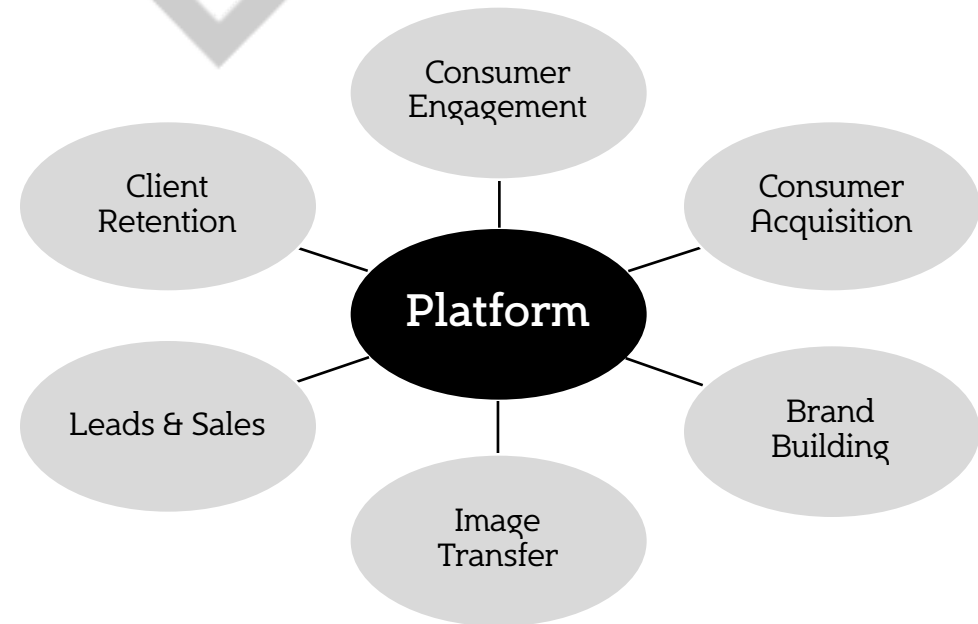 Consumer
Engagement
Client
Retention
Consumer
Acquisition
Platform
Leads & Sales
Brand
Building
Image
Transfer